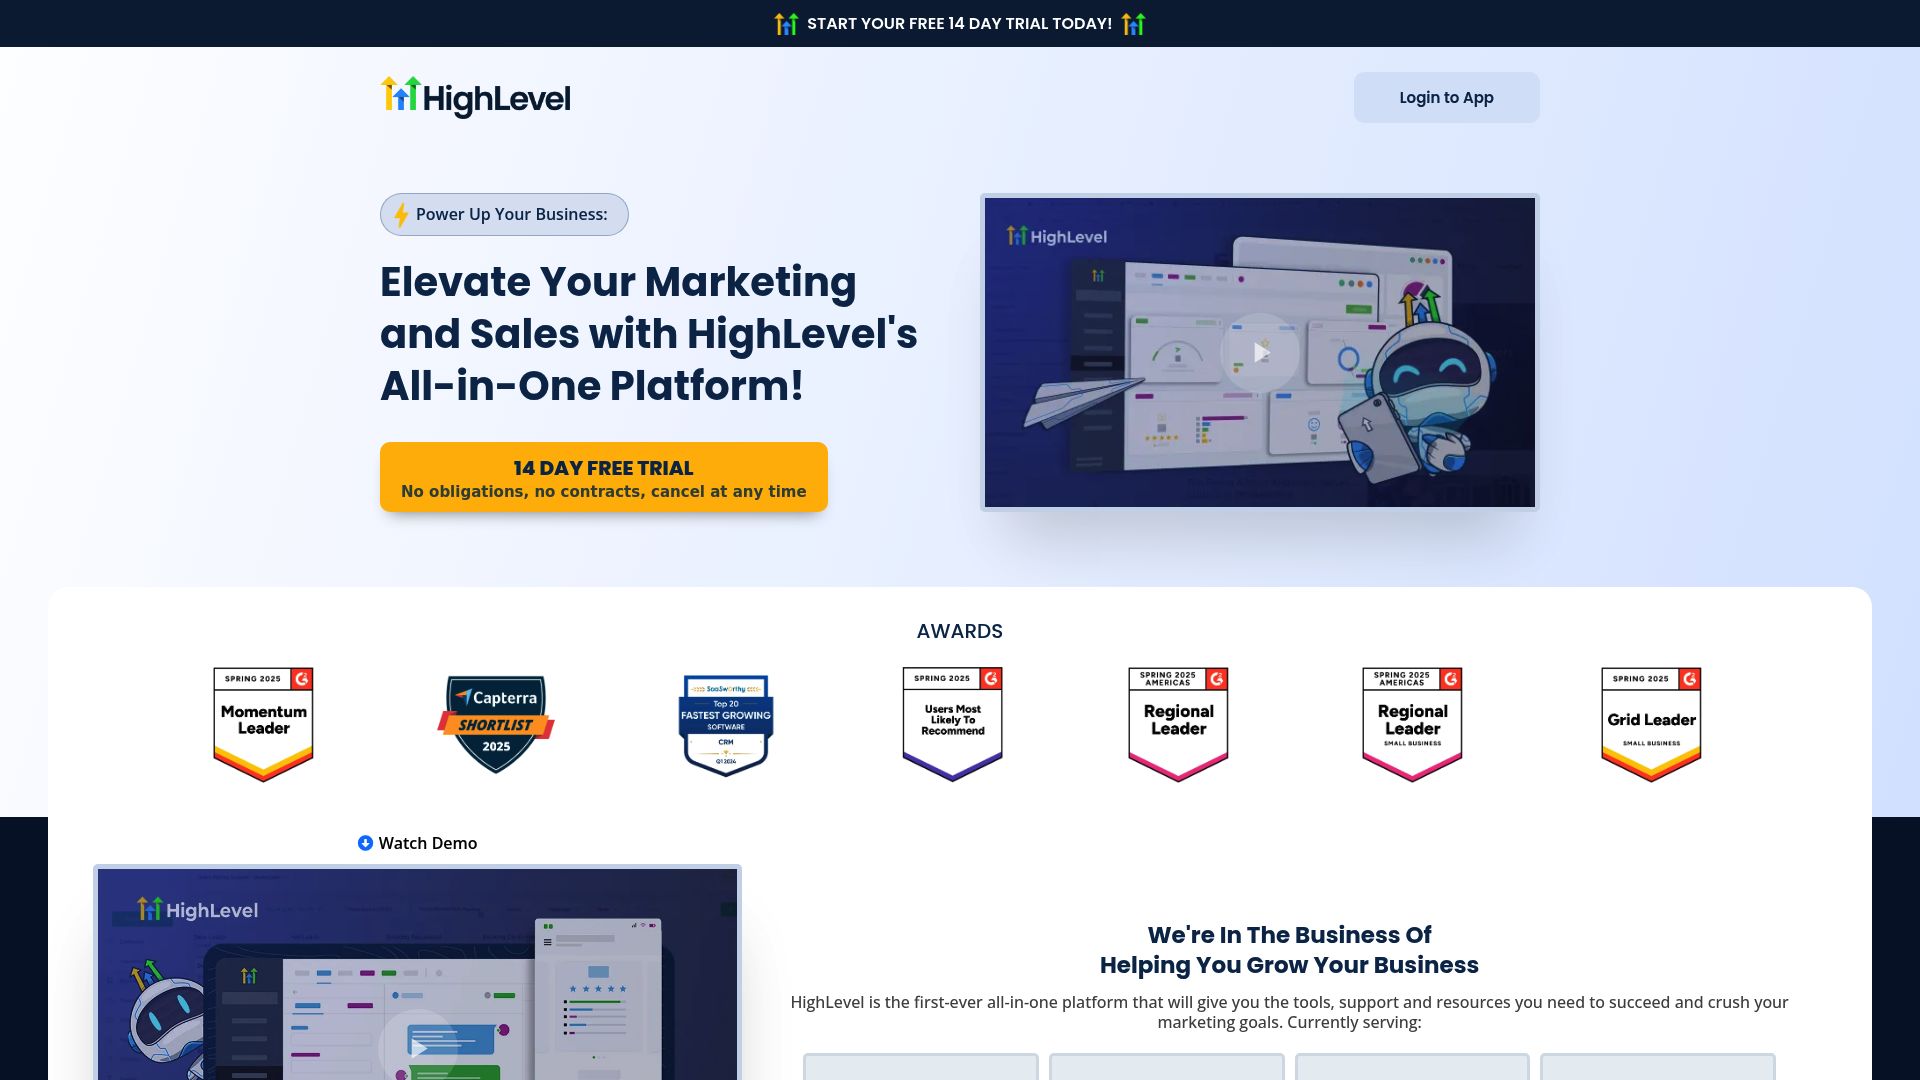 START YOUR FREE 14 DAY TRIAL TODAY!
HighLevel
Login to App
Power Up Your Business:
Elevate Your Marketing
and Sales with HighLevel's
All-in-One Platform!
14 DAY FREE TRIAL
No obligations, no contracts, cancel at any time
HighLevel
AWARDS
SPRING 2025
Momentum
Leader
Capterra
SHORTLIST
2025
SaaSworthy
Top 20
FASTEST GROWING
SOFTWARE
CRM
Q1 2024
SPRING 2025
Users Most
Likely To
Recommend
SPRING 2025
AMERICAS
Regional
Leader
SPRING 2025
AMERICAS
Regional
Leader
SMALL BUSINESS
SPRING 2025
Grid Leader
SMALL BUSINESS
Watch Demo
HighLevel
We're In The Business Of
Helping You Grow Your Business
HighLevel is the first-ever all-in-one platform that will give you the tools, support and resources you need to succeed and crush your
marketing goals. Currently serving: